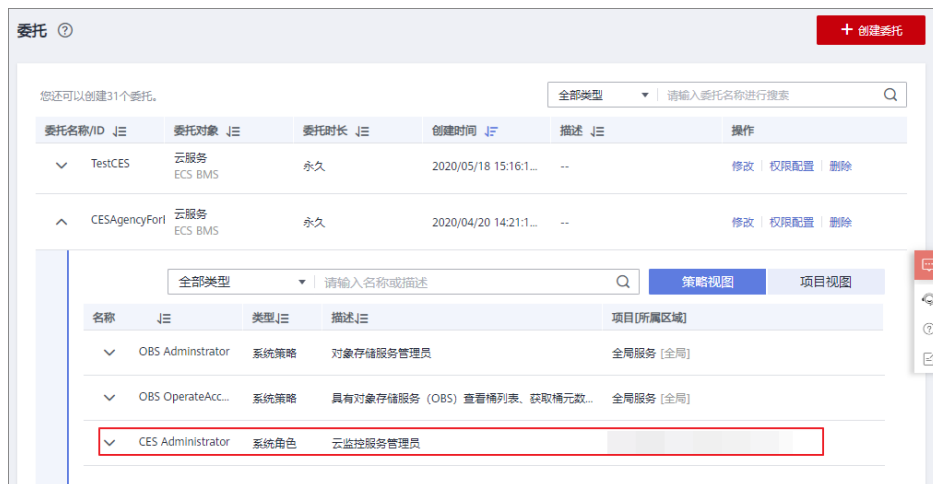 委托 ?
+ 创建委托
您还可以创建31个委托。
全部类型 请输入委托名称进行搜索
委托名称/ID 委托对象 委托时长 创建时间 描述 操作
TestCES 云服务 永久 2020/05/18 15:16:1... -- 修改 权限配置 删除
ECS BMS
CESAgencyForI 云服务 永久 2020/04/20 14:21:1... -- 修改 权限配置 删除
ECS BMS
全部类型 请输入名称或描述 策略视图 项目视图
名称 类型 描述 项目[所属区域]
OBS Adminstrator 系统策略 对象存储服务管理员 全局服务 [全局]
OBS OperateAcc... 系统策略 具有对象存储服务（OBS）查看桶列表、获取桶元数... 全局服务 [全局]
CES Administrator 系统角色 云监控服务管理员